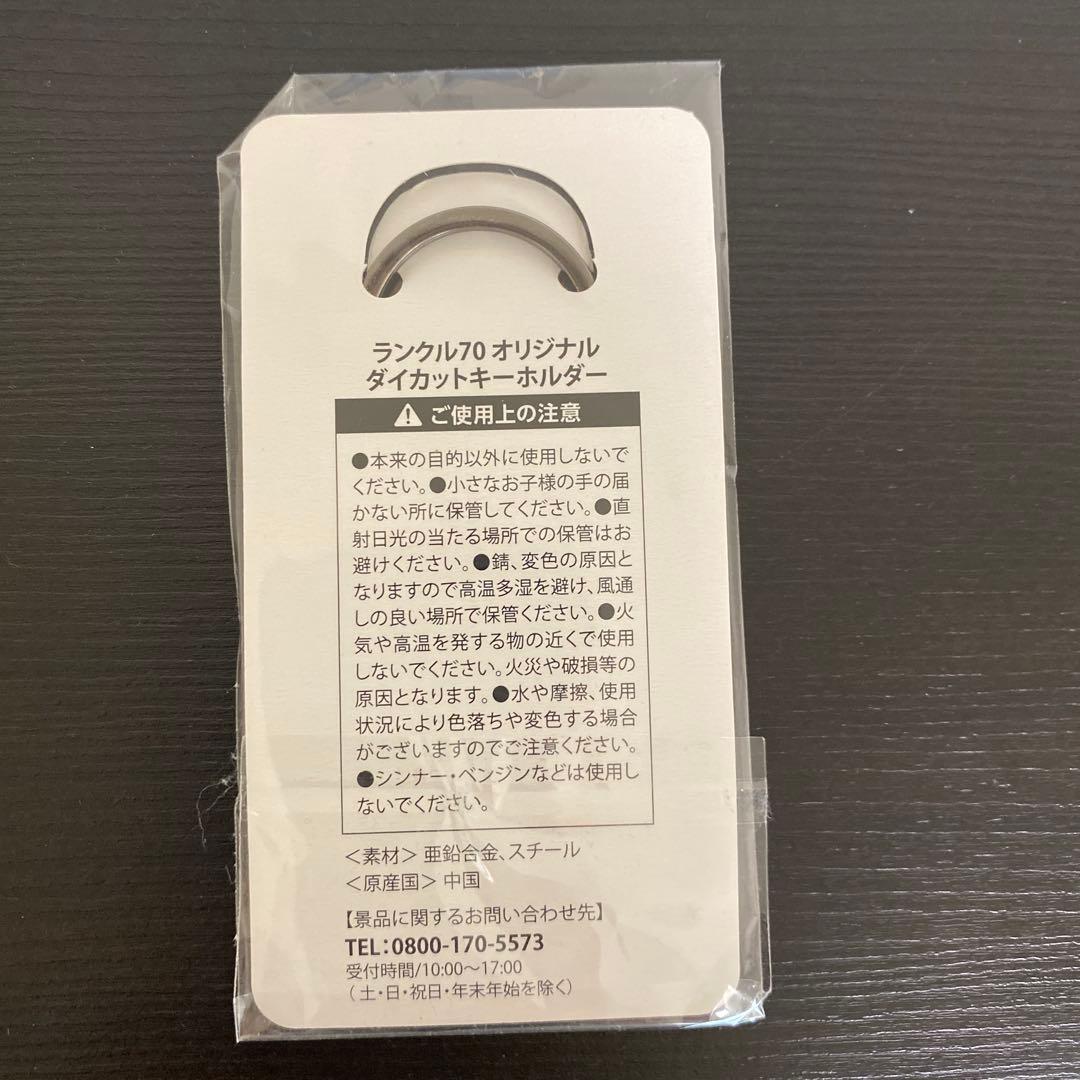 ランクル70 オリジナル
ダイカットキーホルダー
ご使用上の注意
●本来の目的以外に使用しないで
ください。●小さなお子様の手の届
かない所に保管してください。●直
射日光の当たる場所での保管はお
避けください。●錆、変色の原因と
なりますので高温多湿を避け、風通
しの良い場所で保管ください。●火
気や高温を発する物の近くで使用
しないでください。火災や破損等の
原因となります。●水や摩擦、使用
状況により色落ちや変色する場合
がございますのでご注意ください。
●シンナー・ベンジンなどは使用し
ないでください。
＜素材＞ 亜鉛合金、スチール
＜原産国＞ 中国
【景品に関するお問い合わせ先】
TEL：0800-170-5573
受付時間/10:00〜17:00
（土・日・祝日・年末年始を除く）